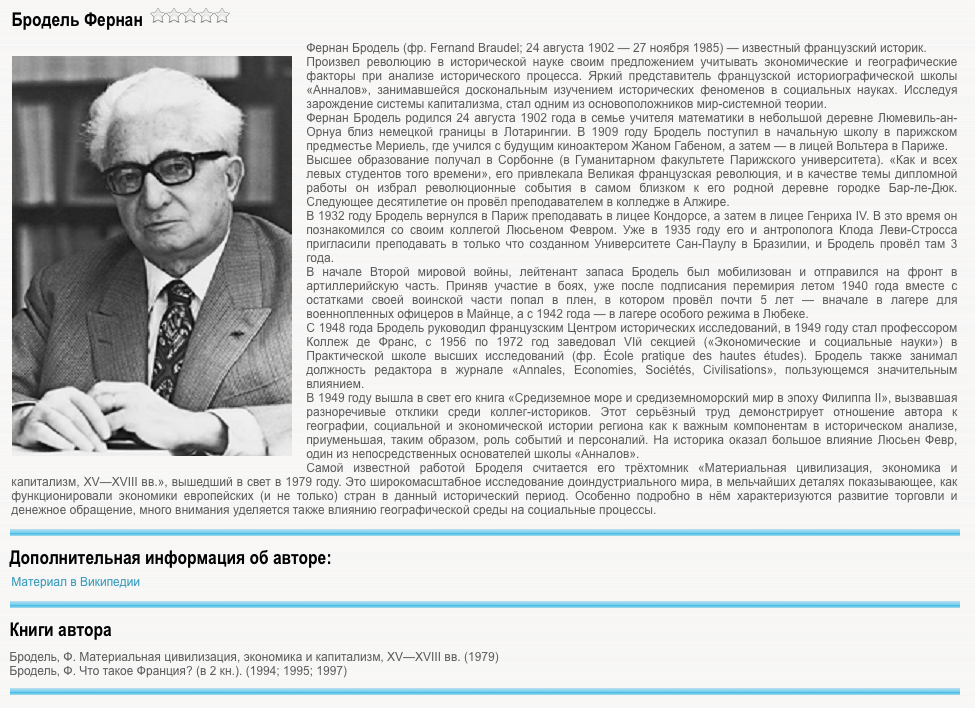 Бродель Фернан
Фернан Бродель (фр. Fernand Braudel; 24 августа 1902 — 27 ноября 1985) — известный французский историк.
Произвел революцию в исторической науке своим предложением учитывать экономические и географические
факторы при анализе исторического процесса. Яркий представитель французской историографической школы
«Анналов», занимавшейся доскональным изучением исторических феноменов в социальных науках. Исследуя
зарождение системы капитализма, стал одним из основоположников мир-системной теории.
Фернан Бродель родился 24 августа 1902 года в семье учителя математики в небольшой деревне Люмевиль-ан-
Орнуа близ немецкой границы в Лотарингии. В 1909 году Бродель поступил в начальную школу в парижском
предместье Мериель, где учился с будущим киноактером Жаном Габеном, а затем — в лицей Вольтера в Париже.
Высшее образование получал в Сорбонне (в Гуманитарном факультете Парижского университета). «Как и всех
левых студентов того времени», его привлекала Великая французская революция, и в качестве темы дипломной
работы он избрал революционные события в самом близком к его родной деревне городке Бар-ле-Дюк.
Следующее десятилетие он провёл преподавателем в колледже в Алжире.
В 1932 году Бродель вернулся в Париж преподавать в лицее Кондорсе, а затем в лицее Генриха IV. В это время он
познакомился со своим коллегой Люсьеном Февром. Уже в 1935 году его и антрополога Клода Леви-Стросса
пригласили преподавать в только что созданном Университете Сан-Паулу в Бразилии, и Бродель провёл там 3
года.
В начале Второй мировой войны, лейтенант запаса Бродель был мобилизован и отправился на фронт в
артиллерийскую часть. Приняв участие в боях, уже после подписания перемирия летом 1940 года вместе с
остатками своей воинской части попал в плен, в котором провёл почти 5 лет — вначале в лагере для
военнопленных офицеров в Майнце, а с 1942 года — в лагере особого режима в Любеке.
С 1948 года Бродель руководил французским Центром исторических исследований, в 1949 году стал профессором
Коллеж де Франс, с 1956 по 1972 год заведовал VIй секцией («Экономические и социальные науки») в
Практической школе высших исследований (фр. École pratique des hautes études). Бродель также занимал
должность редактора в журнале «Annales, Economies, Sociétés, Civilisations», пользующемся значительным
влиянием.
В 1949 году вышла в свет его книга «Средиземное море и средиземноморский мир в эпоху Филиппа II», вызвавшая
разноречивые отклики среди коллег-историков. Этот серьёзный труд демонстрирует отношение автора к
географии, социальной и экономической истории региона как к важным компонентам в историческом анализе,
приуменьшая, таким образом, роль событий и персоналий. На историка оказал большое влияние Люсьен Февр,
один из непосредственных основателей школы «Анналов».
Самой известной работой Броделя считается его трёхтомник «Материальная цивилизация, экономика и
капитализм, XV—XVIII вв.», вышедший в свет в 1979 году. Это широкомасштабное исследование доиндустриального мира, в мельчайших деталях показывающее, как
функционировали экономики европейских (и не только) стран в данный исторический период. Особенно подробно в нём характеризуются развитие торговли и
денежное обращение, много внимания уделяется также влиянию географической среды на социальные процессы.
Дополнительная информация об авторе:
Материал в Википедии
Книги автора
Бродель, Ф. Материальная цивилизация, экономика и капитализм, XV—XVIII вв. (1979)
Бродель, Ф. Что такое Франция? (в 2 кн.). (1994; 1995; 1997)